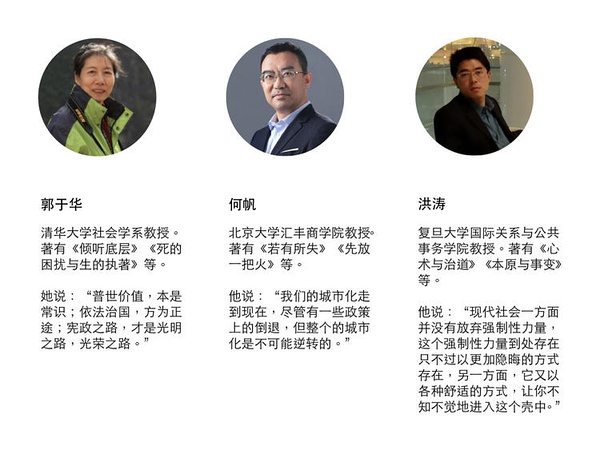 郭于华
清华大学社会学系教授。
著有《倾听底层》《死的
困扰与生的执著》等。
她说：“普世价值，本是
常识；依法治国，方为正
途；宪政之路，才是光明
之路，光荣之路。”
何帆
北京大学汇丰商学院教授。
著有《若有所失》《先放
一把火》等。
他说：“我们的城市化走
到现在，尽管有一些政策
上的倒退，但整个的城市
化是不可能逆转的。”
洪涛
复旦大学国际关系与公共
事务学院教授。著有《心
术与治道》《本原与事变》
等。
他说：“现代社会一方面
并没有放弃强制性力量，
这个强制性力量到处存在
只不过以更加隐晦的方式
存在，另一方面，它又以
各种舒适的方式，让你不
知不觉地进入这个壳中。”